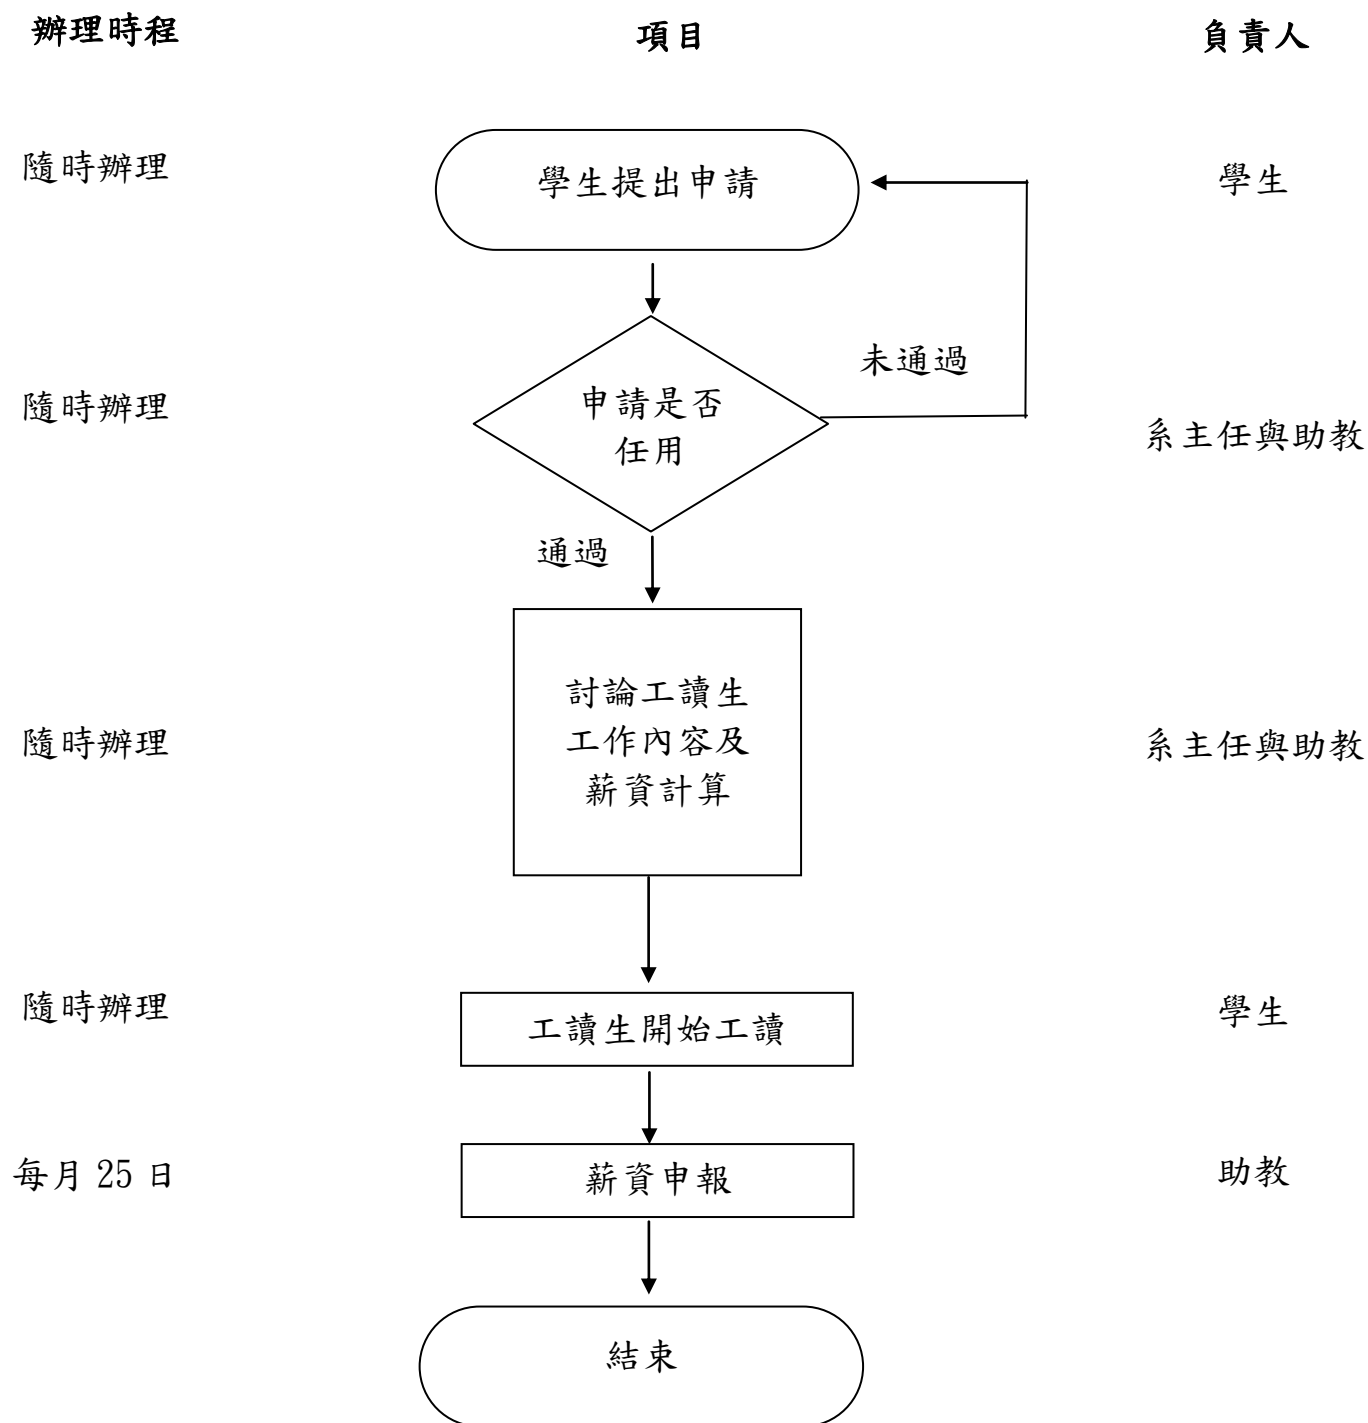 辦理時程
項目
負責人
隨時辦理
學生提出申請
學生
未通過
隨時辦理
申請是否
任用
系主任與助教
通過
隨時辦理
討論工讀生
工作內容及
薪資計算
系主任與助教
隨時辦理
工讀生開始工讀
學生
每月 25 日
薪資申報
助教
結束